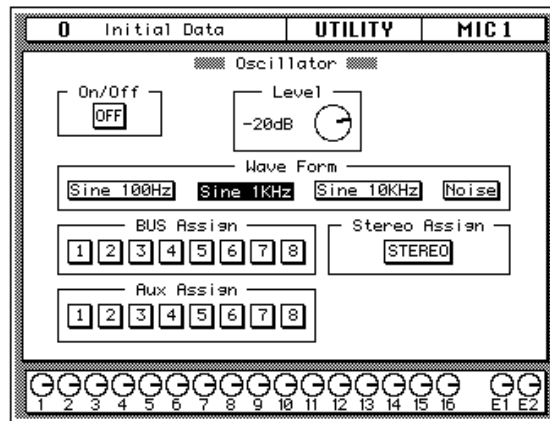 0 Initial Data UTILITY MIC 1
Oscillator
On/Off
OFF
Level
-20dB
Wave Form
Sine 100Hz Sine 1KHz Sine 10KHz Noise
BUS Assign
1 2 3 4 5 6 7 8
Stereo Assign
STEREO
Aux Assign
1 2 3 4 5 6 7 8
1 2 3 4 5 6 7 8 9 10 11 12 13 14 15 16 E1 E2